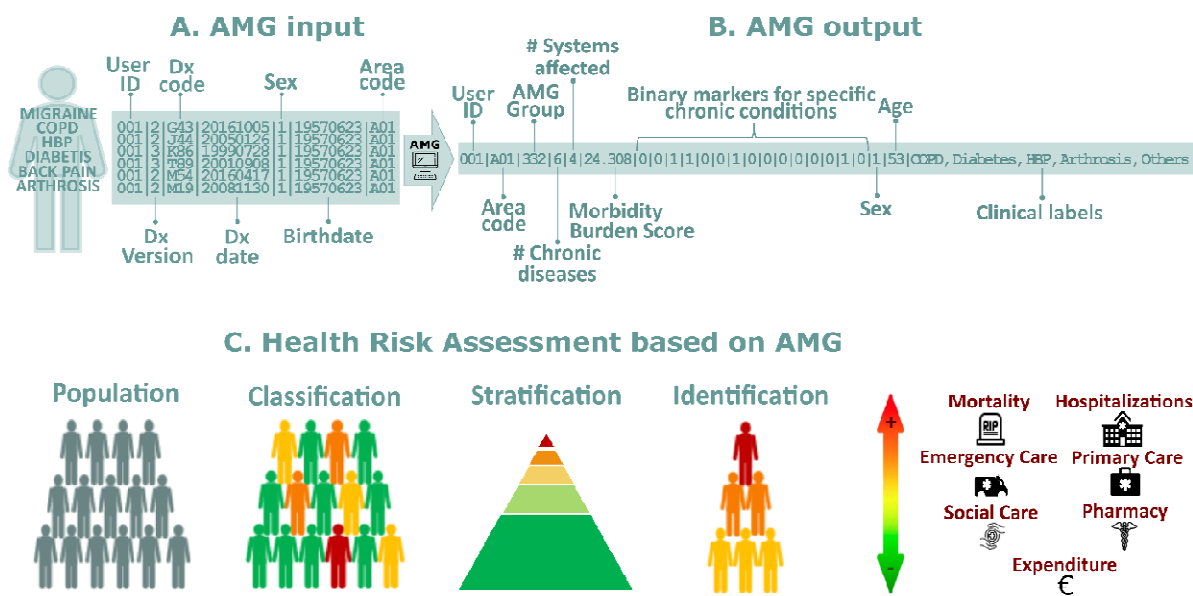 A. AMG input
B. AMG output
User
ID
Dx
code
Sex
Area
code
MIGRAINE
COPD
HBP
DIABETIS
BACK PAIN
ARTHROSIS
001|2|G43|20161005|1|19570623|A01
001|2|J44|20050126|1|19570623|A01
001|3|K86|19990728|1|19570623|A01
001|3|T89|20010908|1|19570623|A01
001|2|M54|20160417|1|19570623|A01
001|2|M19|20081130|1|19570623|A01
Dx
Version
Dx
date
Birthdate
AMG
User
ID
AMG
Group
# Systems
affected
Binary markers for specific
chronic conditions
Age
001|A01|332|6|4|24.308|0|0|1|1|0|0|1|0|0|0|0|0|1|0|1|53|COPD,Diabetes,HBP,Arthrosis,Others
Area
code
# Chronic
diseases
Morbidity
Burden Score
Sex
Clinical labels
C. Health Risk Assessment based on AMG
Population
Classification
Stratification
Identification
+
-
Mortality
Hospitalizations
RIP
Emergency Care
Primary Care
Social Care
Pharmacy
Expenditure
€